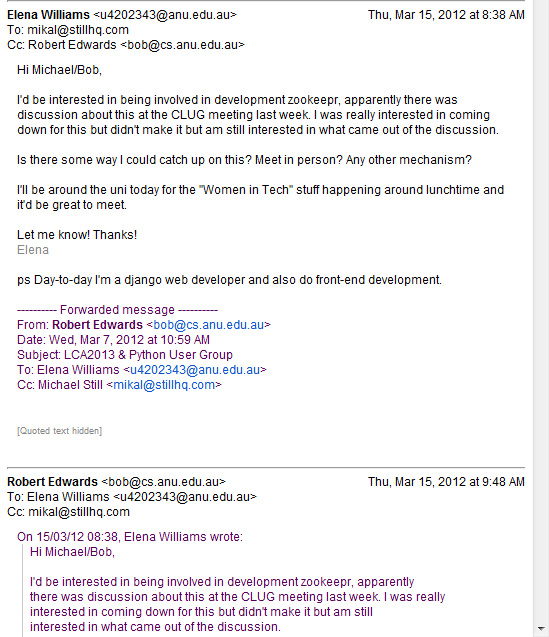 Elena Williams <u4202343@anu.edu.au> Thu, Mar 15, 2012 at 8:38 AM
To: mikal@stillhq.com
Cc: Robert Edwards <bob@cs.anu.edu.au>
Hi Michael/Bob,
I'd be interested in being involved in development zookeepr, apparently there was
discussion about this at the CLUG meeting last week. I was really interested in coming
down for this but didn't make it but am still interested in what came out of the discussion.
Is there some way I could catch up on this? Meet in person? Any other mechanism?
I'll be around the uni today for the "Women in Tech" stuff happening around lunchtime and
it'd be great to meet.
Let me know! Thanks!
Elena
ps Day-to-day I'm a django web developer and also do front-end development.
---------- Forwarded message ----------
From: Robert Edwards <bob@cs.anu.edu.au>
Date: Wed, Mar 7, 2012 at 10:59 AM
Subject: LCA2013 & Python User Group
To: Elena Williams <u4202343@anu.edu.au>
Cc: Michael Still <mikal@stillhq.com>
[Quoted text hidden]
Robert Edwards <bob@cs.anu.edu.au> Thu, Mar 15, 2012 at 9:48 AM
To: Elena Williams <u4202343@anu.edu.au>
Cc: mikal@stillhq.com
On 15/03/12 08:38, Elena Williams wrote:
Hi Michael/Bob,
I'd be interested in being involved in development zookeepr, apparently
there was discussion about this at the CLUG meeting last week. I was really
interested in coming down for this but didn't make it but am still
interested in what came out of the discussion.